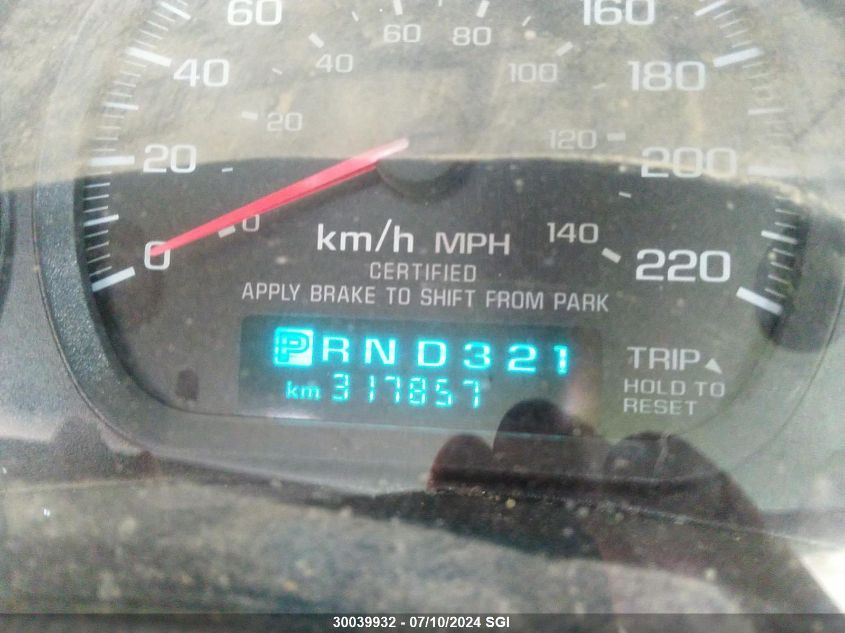 60 160
60 80
40 180
40 100
20 120
20 200
0 140
0 220
km/h MPH
CERTIFIED
APPLY BRAKE TO SHIFT FROM PARK
PRND321
TRIP
km 317857
HOLD TO
RESET
30039932 - 07/10/2024 SGI